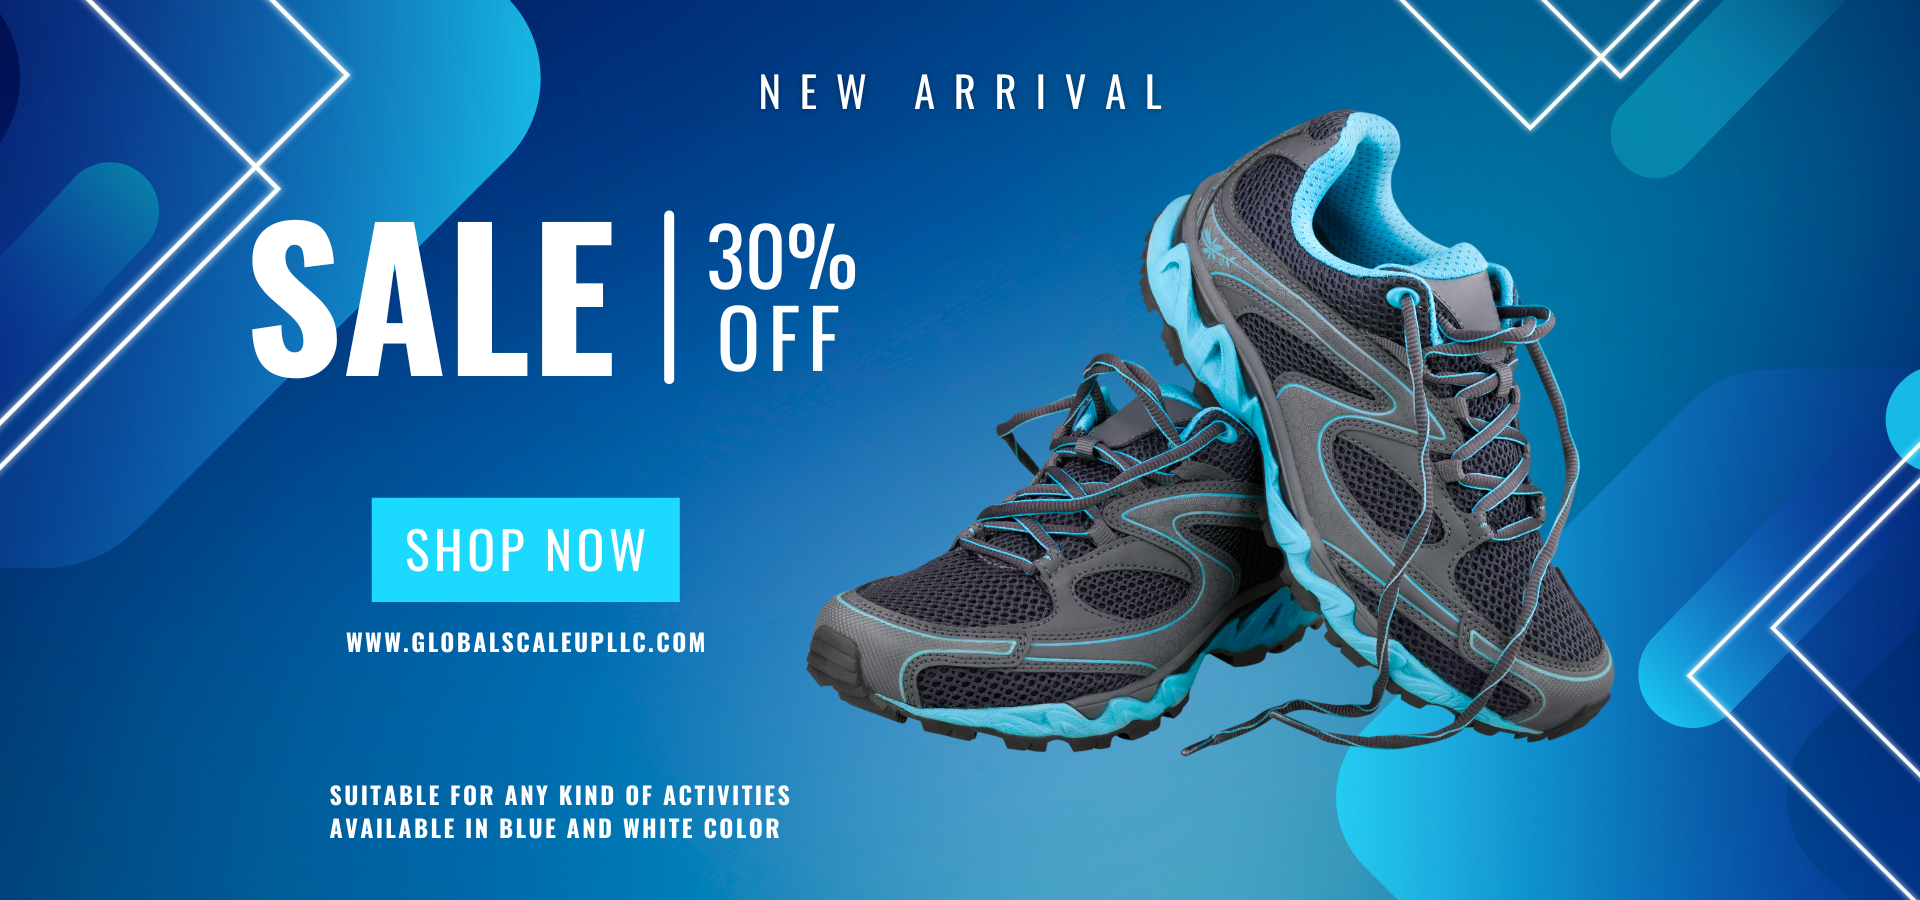 NEW ARRIVAL
SALE
30%
OFF
SHOP NOW
WWW.GLOBALSCALEUPLLC.COM
SUITABLE FOR ANY KIND OF ACTIVITIES
AVAILABLE IN BLUE AND WHITE COLOR